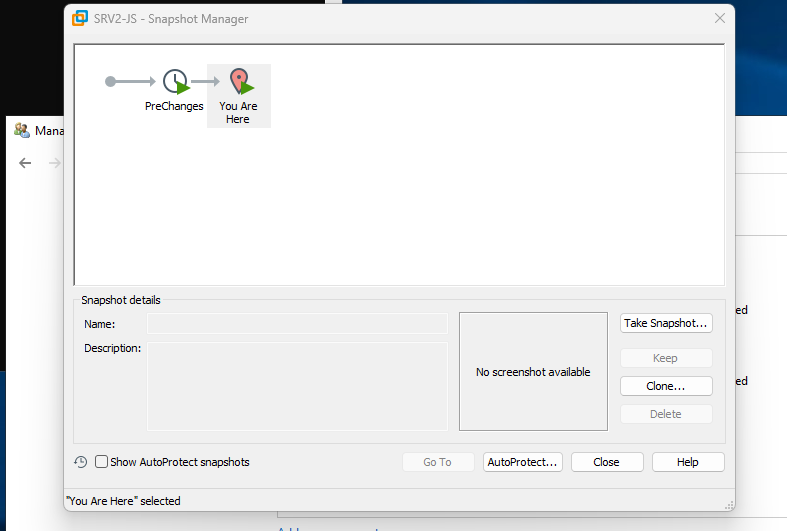 SRV2-JS - Snapshot Manager
PreChanges
You Are
Here
Mana
ed
ed
Snapshot details
Name:
Description:
No screenshot available
Take Snapshot...
Keep
Clone...
Delete
Show AutoProtect snapshots
Go To
AutoProtect...
Close
Help
"You Are Here" selected